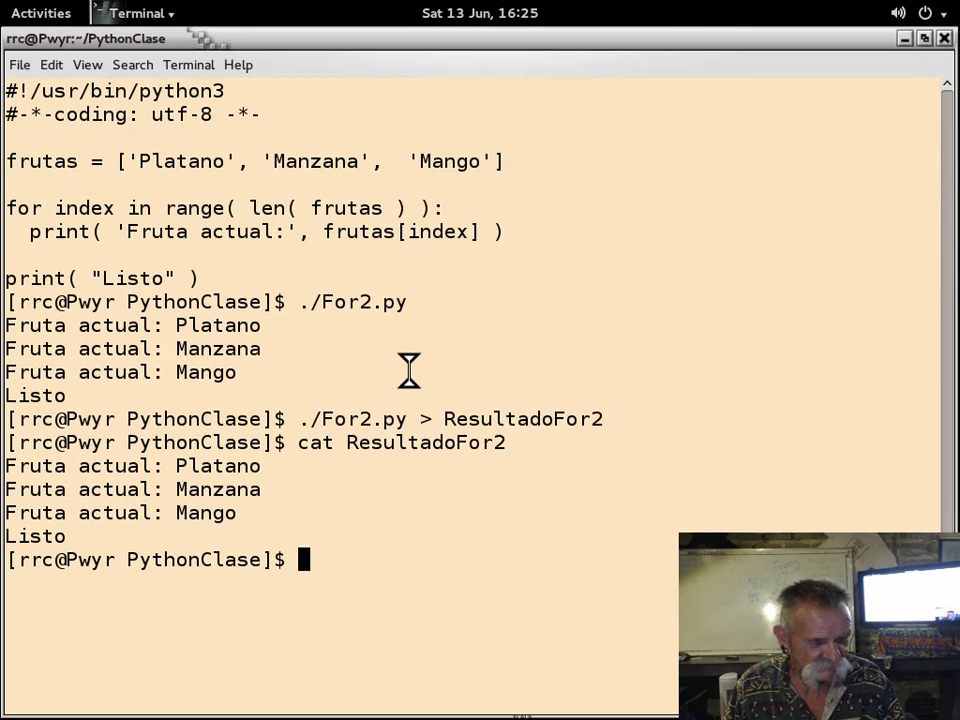 Activities Terminal Sat 13 Jun, 16:25
rrc@Pwyr:~/PythonClase
File Edit View Search Terminal Help
#!/usr/bin/python3
#-*-coding: utf-8 -*-
frutas = ['Platano', 'Manzana',  'Mango']
for index in range( len( frutas ) ):
  print( 'Fruta actual:', frutas[index] )
print( "Listo" )
[rrc@Pwyr PythonClase]$ ./For2.py
Fruta actual: Platano
Fruta actual: Manzana
Fruta actual: Mango
Listo
[rrc@Pwyr PythonClase]$ ./For2.py > ResultadoFor2
[rrc@Pwyr PythonClase]$ cat ResultadoFor2
Fruta actual: Platano
Fruta actual: Manzana
Fruta actual: Mango
Listo
[rrc@Pwyr PythonClase]$